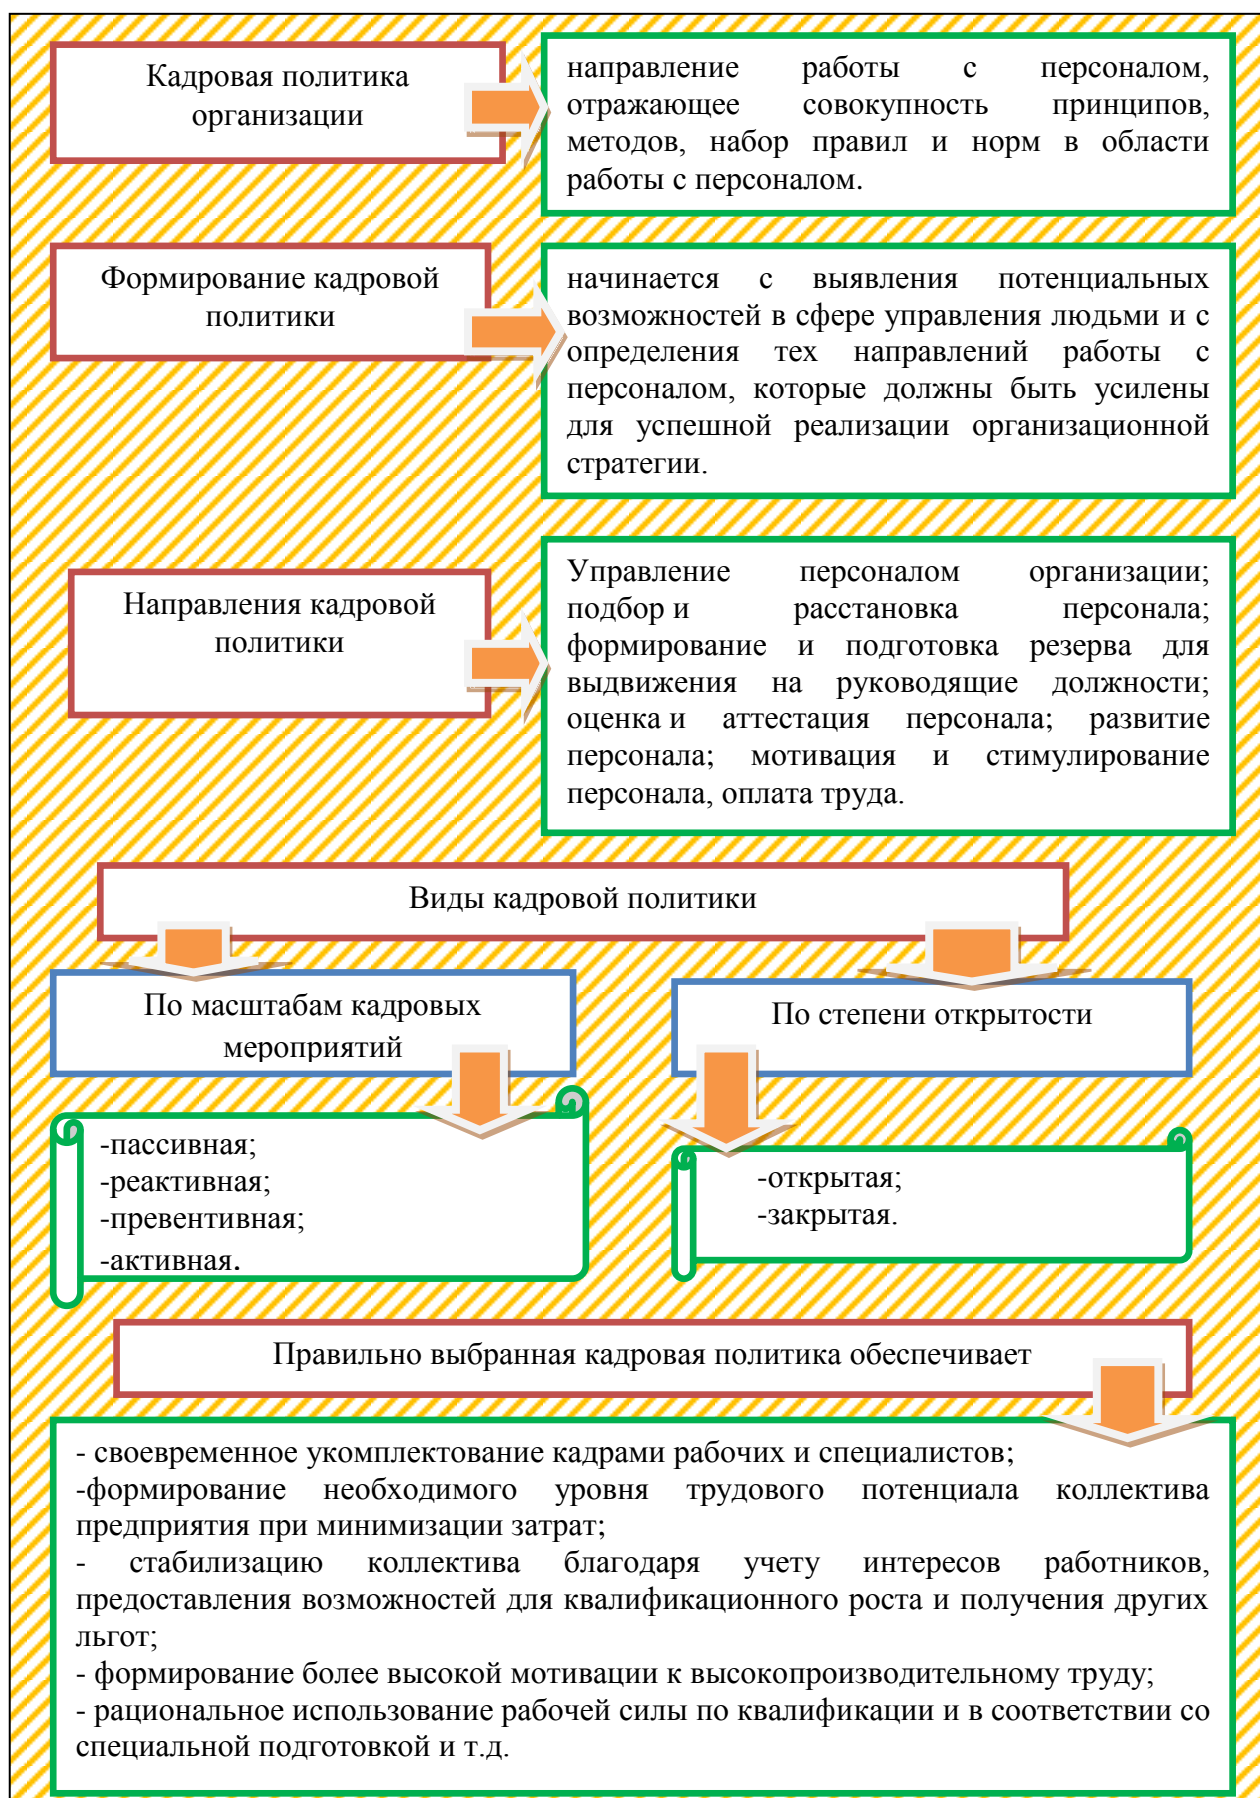 Кадровая политика
организации
направление работы с персоналом,
отражающее совокупность принципов,
методов, набор правил и норм в области
работы с персоналом.
Формирование кадровой
политики
начинается с выявления потенциальных
возможностей в сфере управления людьми и с
определения тех направлений работы с
персоналом, которые должны быть усилены
для успешной реализации организационной
стратегии.
Направления кадровой
политики
Управление персоналом организации;
подбор и расстановка персонала;
формирование и подготовка резерва для
выдвижения на руководящие должности;
оценка и аттестация персонала; развитие
персонала; мотивация и стимулирование
персонала, оплата труда.
Виды кадровой политики
По масштабам кадровых
мероприятий
По степени открытости
-пассивная;
-реактивная;
-превентивная;
-активная.
-открытая;
-закрытая.
Правильно выбранная кадровая политика обеспечивает
- своевременное укомплектование кадрами рабочих и специалистов;
-формирование необходимого уровня трудового потенциала коллектива
предприятия при минимизации затрат;
- стабилизацию коллектива благодаря учету интересов работников,
предоставления возможностей для квалификационного роста и получения других
льгот;
- формирование более высокой мотивации к высокопроизводительному труду;
- рациональное использование рабочей силы по квалификации и в соответствии со
специальной подготовкой и т.д.